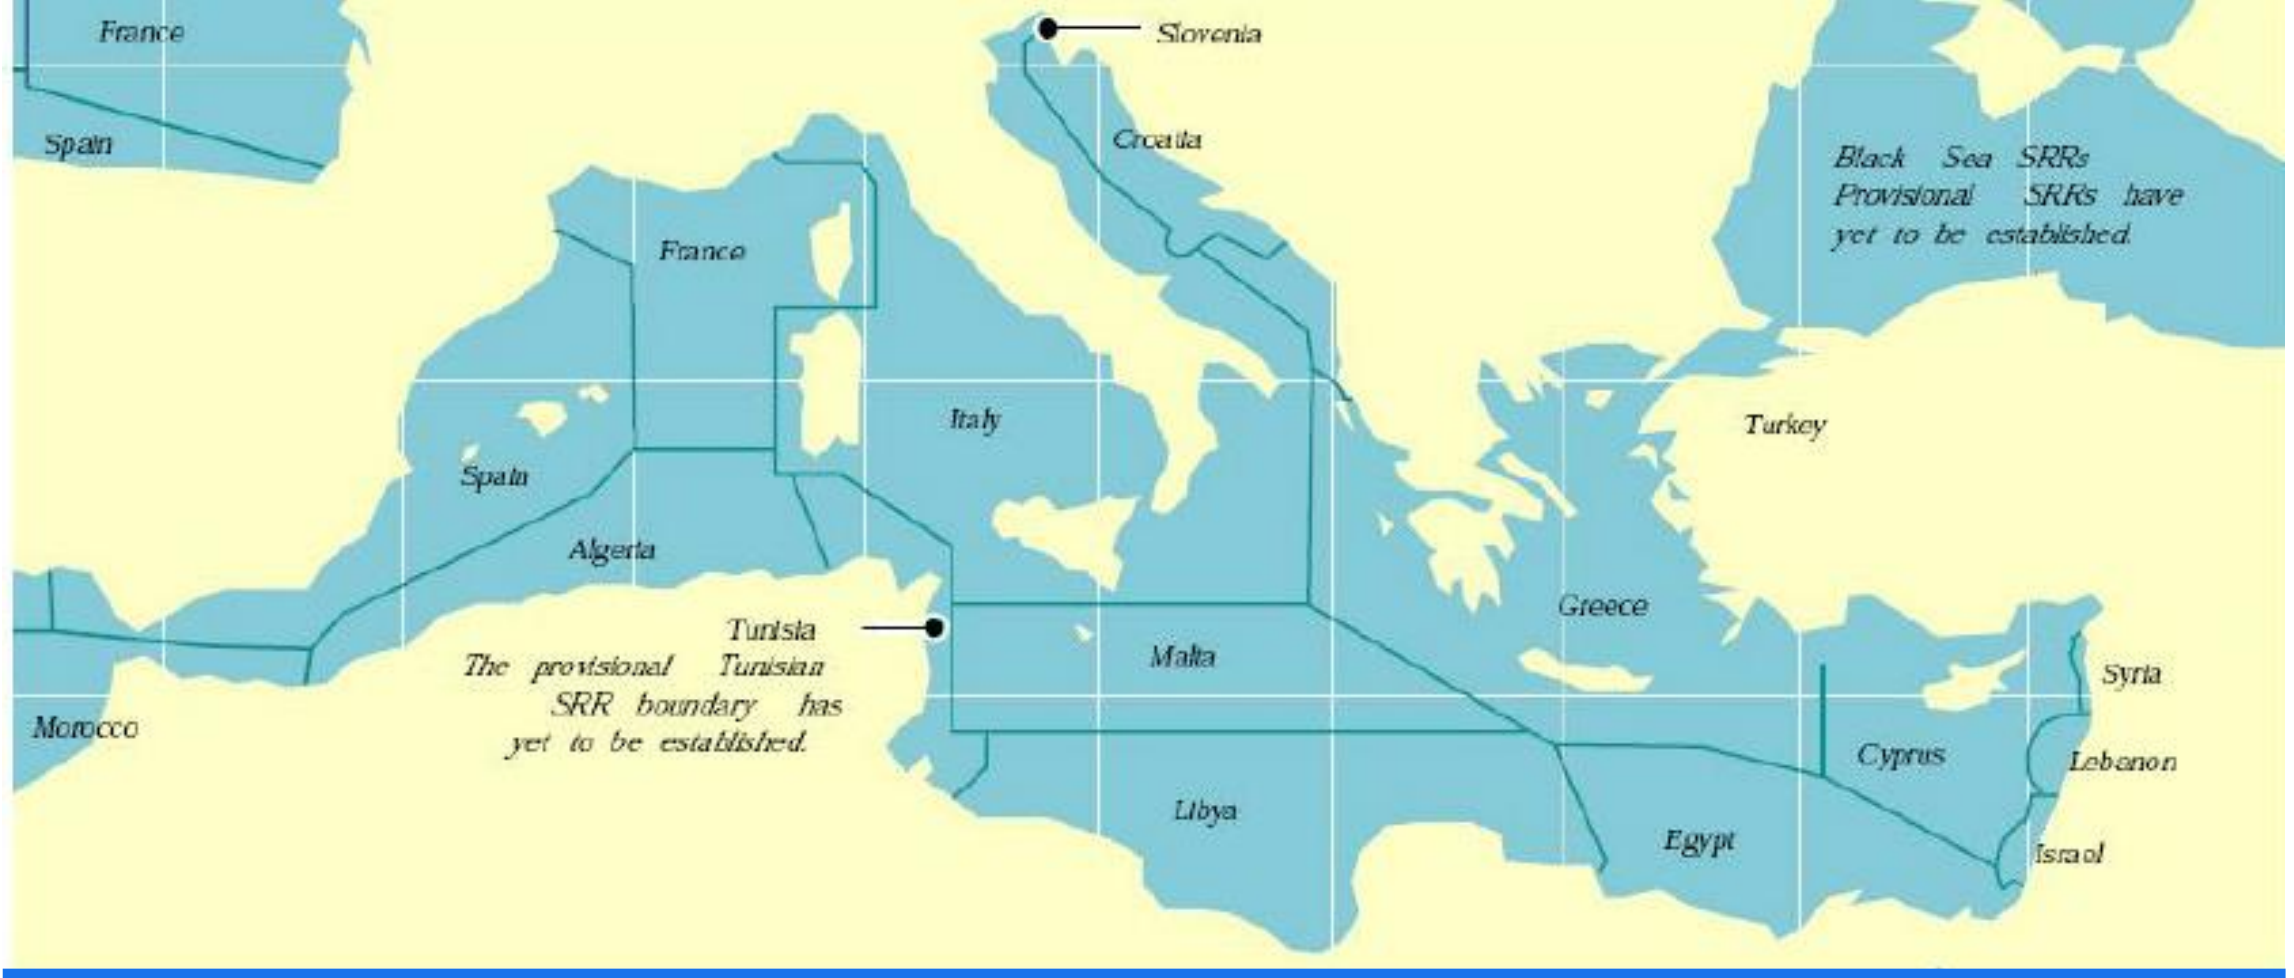 France
Slovenia
Spain
Croatia
Black Sea SRRs
Provisional SRRs have
yet to be established.
France
Italy
Turkey
Spain
Algeria
Greece
Tunisia
The provisional Tunisian
SRR boundary has
yet to be established.
Malta
Syria
Morocco
Cyprus
Lebanon
Libya
Egypt
Israel